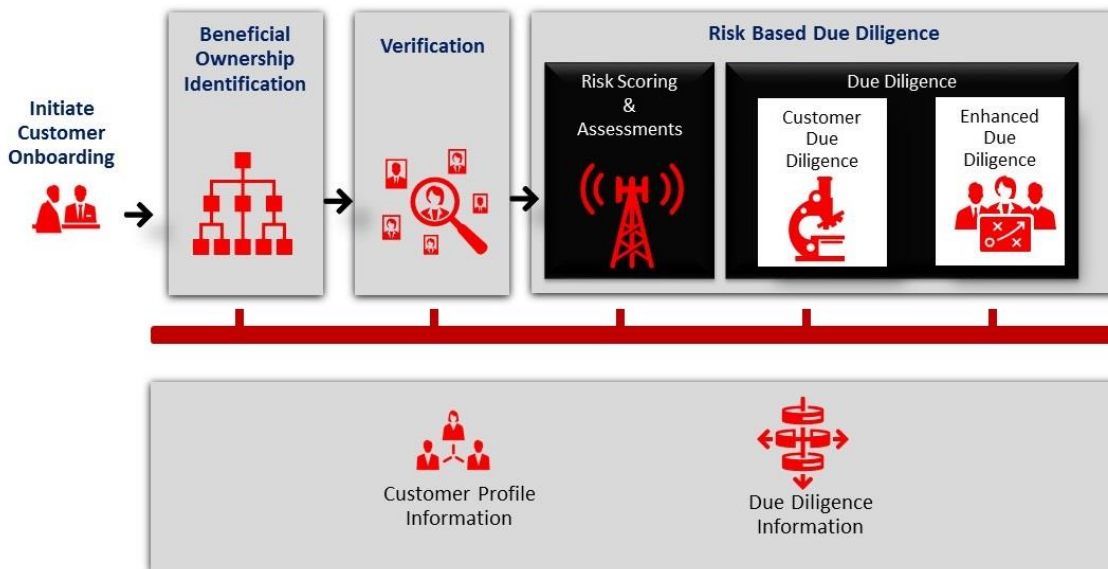 Initiate
Customer
Onboarding
Beneficial
Ownership
Identification
Verification
Risk Based Due Diligence
Risk Scoring
&
Assessments
Due Diligence
Customer
Due
Diligence
Enhanced
Due
Diligence
Customer Profile
Information
Due Diligence
Information